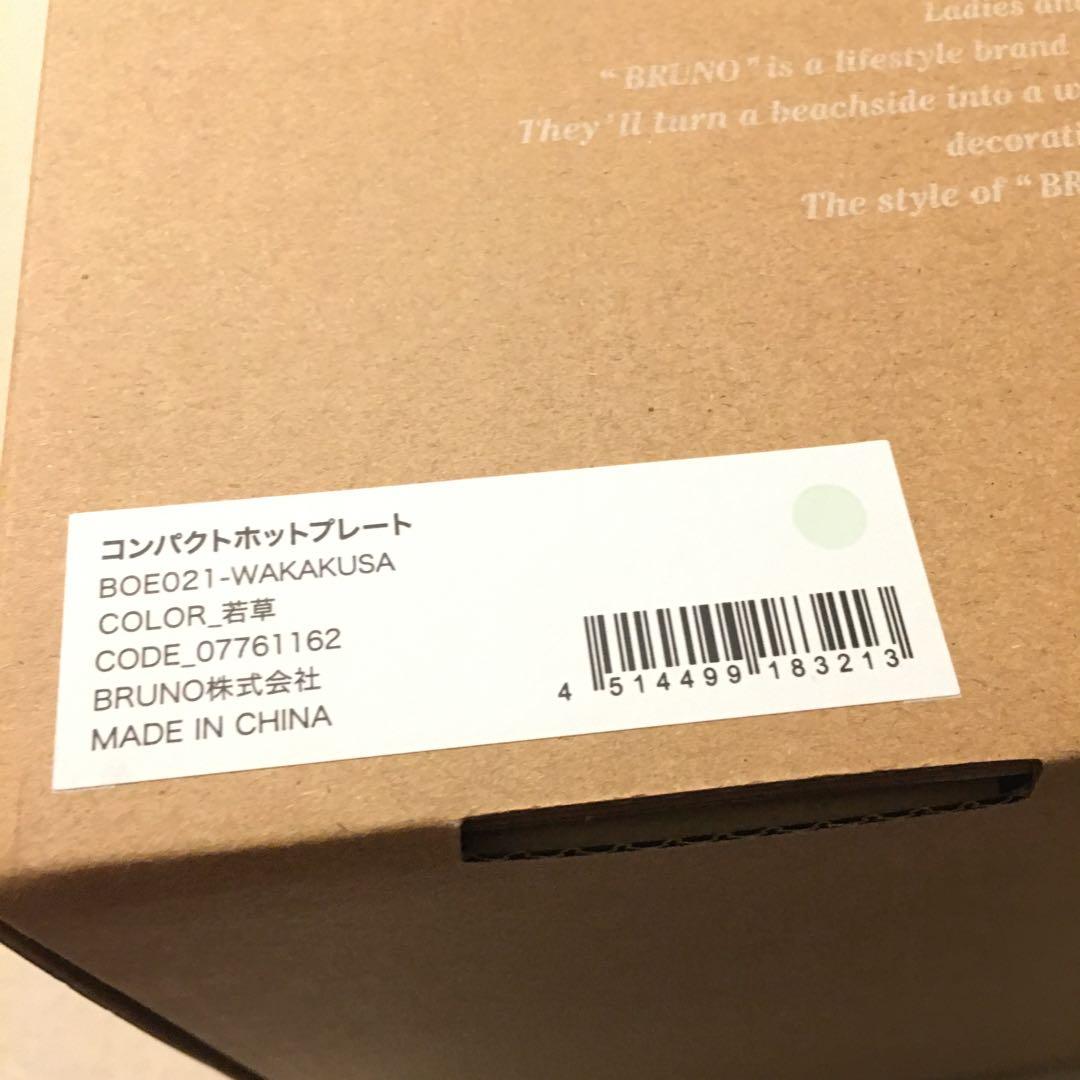 Ladies and
“BRUNO” is a lifestyle brand
They'll turn a beachside into a w
decorati
The style of “BR
コンパクトホットプレート
BOE021-WAKAKUSA
COLOR_若草
CODE_07761162
BRUNO株式会社
MADE IN CHINA
4 514499 183213